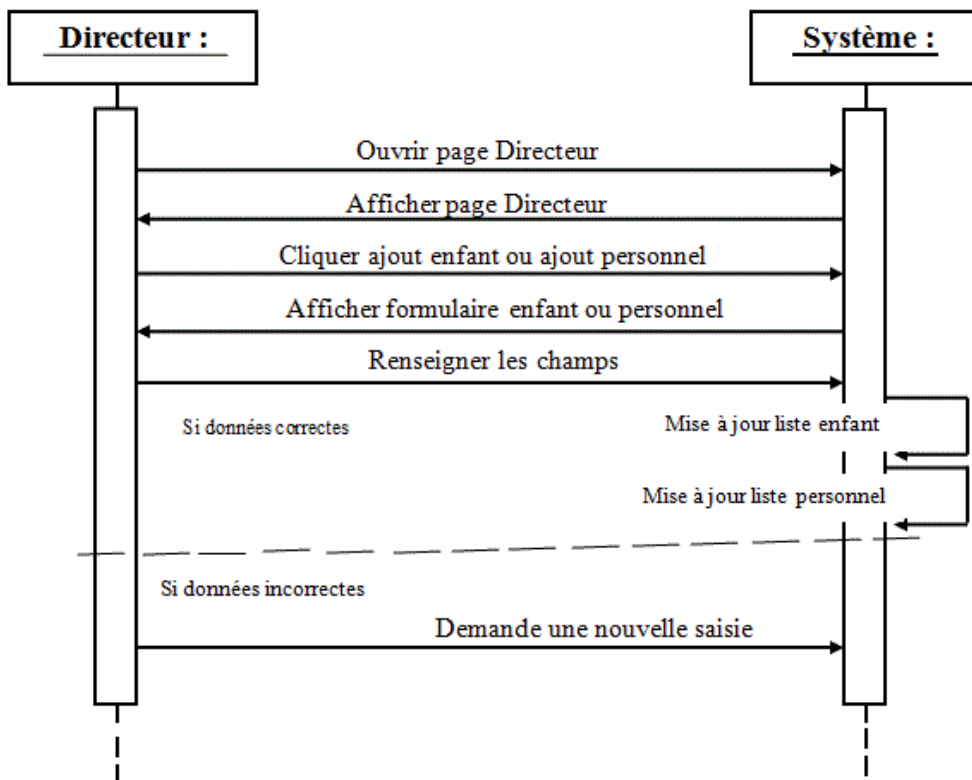 Directeur :
Système :
Ouvrir page Directeur
Afficher page Directeur
Cliquer ajout enfant ou ajout personnel
Afficher formulaire enfant ou personnel
Renseigner les champs
Si données correctes
Mise à jour liste enfant
Mise à jour liste personnel
Si données incorrectes
Demande une nouvelle saisie